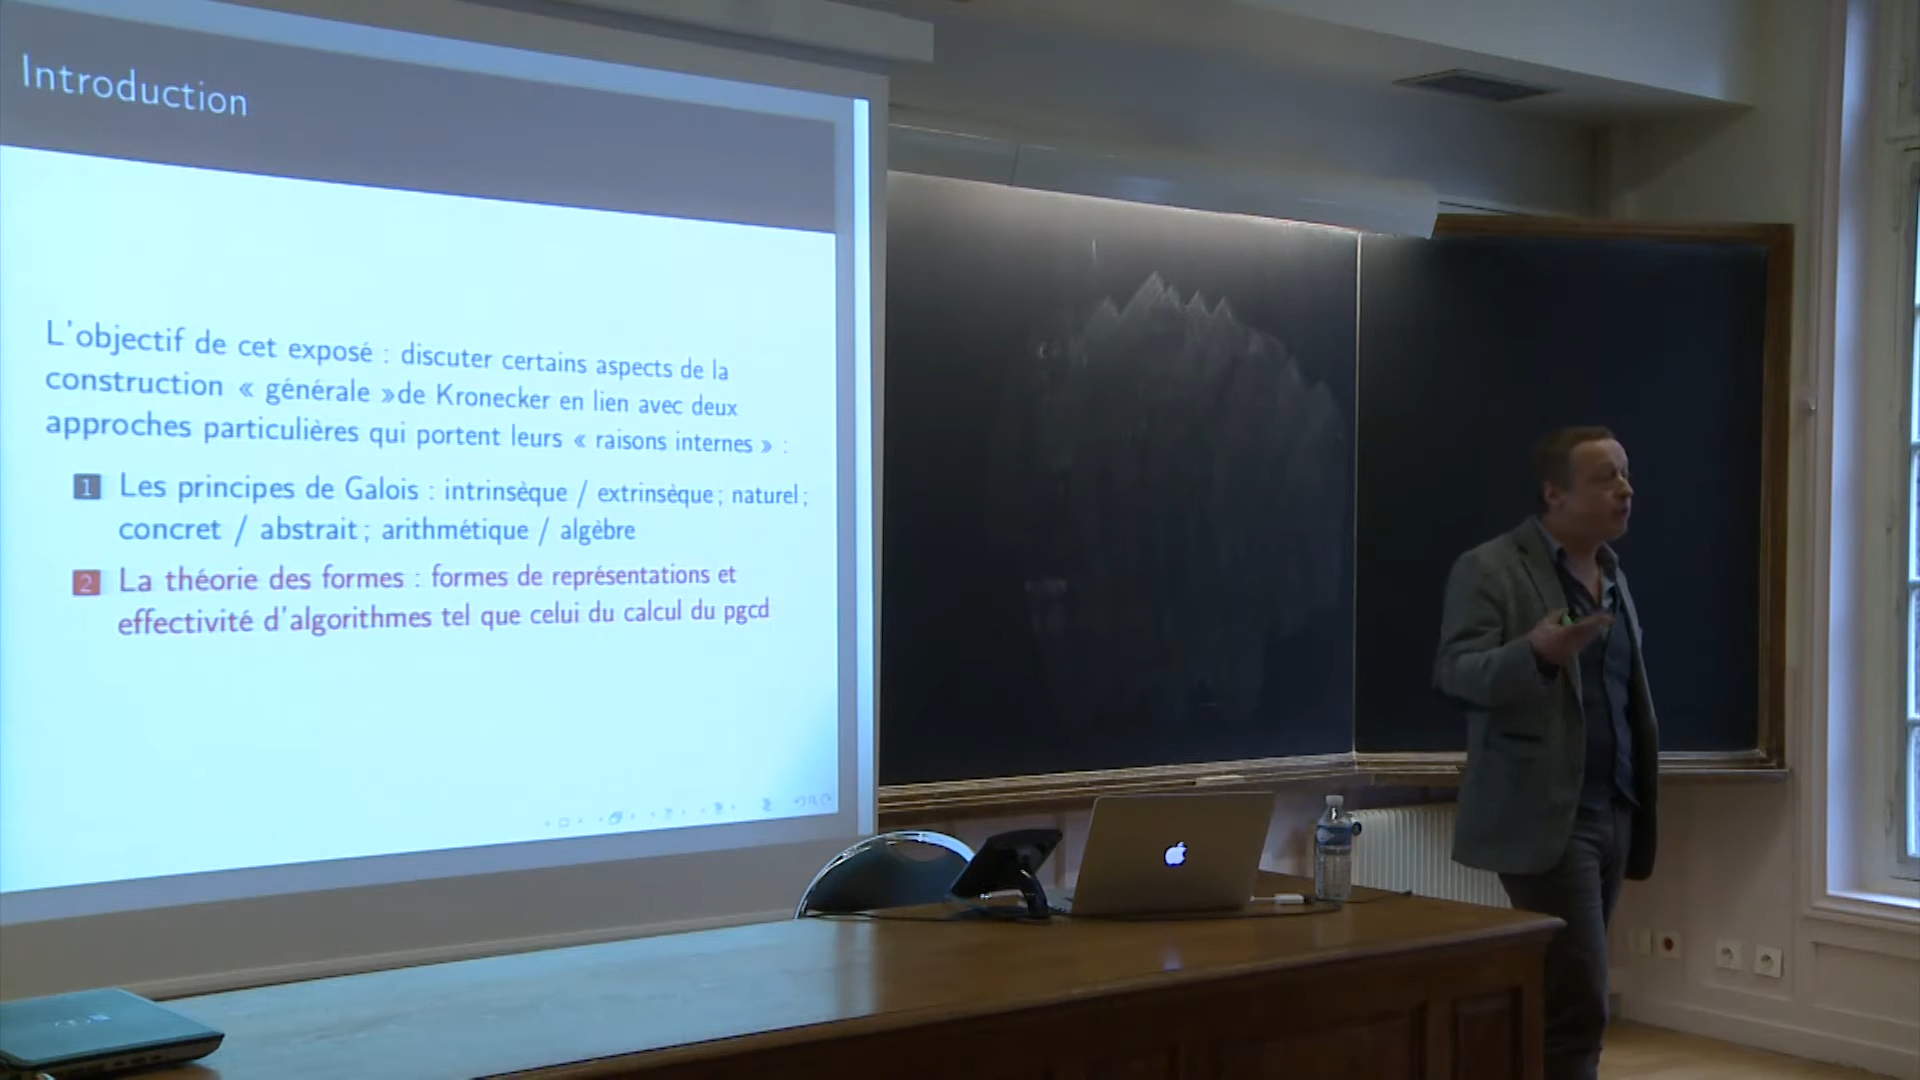 Introduction
L'objectif de cet exposé : discuter certains aspects de la
construction « générale »de Kronecker en lien avec deux
approches particulières qui portent leurs « raisons internes » :
1 Les principes de Galois : intrinsèque / extrinsèque ; naturel ;
concret / abstrait ; arithmétique / algèbre
2 La théorie des formes : formes de représentations et
effectivité d'algorithmes tel que celui du calcul du pgcd